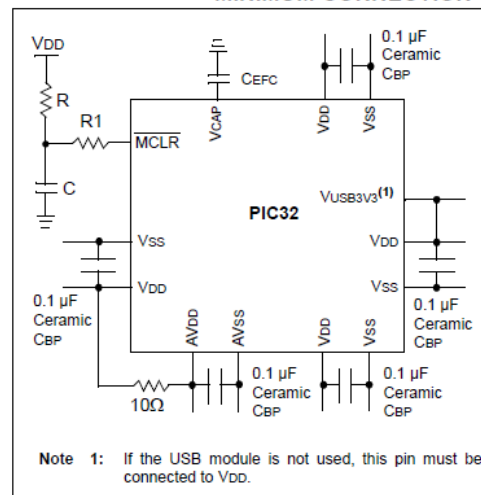 VDD
R
R1
C
MCLR
CEFC
VCAP
VDD
VSS
0.1 µF
Ceramic
CBP
VUSB3V3(1)
PIC32
VSS
VDD
0.1 µF
Ceramic
CBP
VDD
VSS
0.1 µF
Ceramic
CBP
10Ω
AVDD
AVSS
0.1 µF
Ceramic
CBP
VDD
VSS
0.1 µF
Ceramic
CBP
Note 1: If the USB module is not used, this pin must be
connected to VDD.